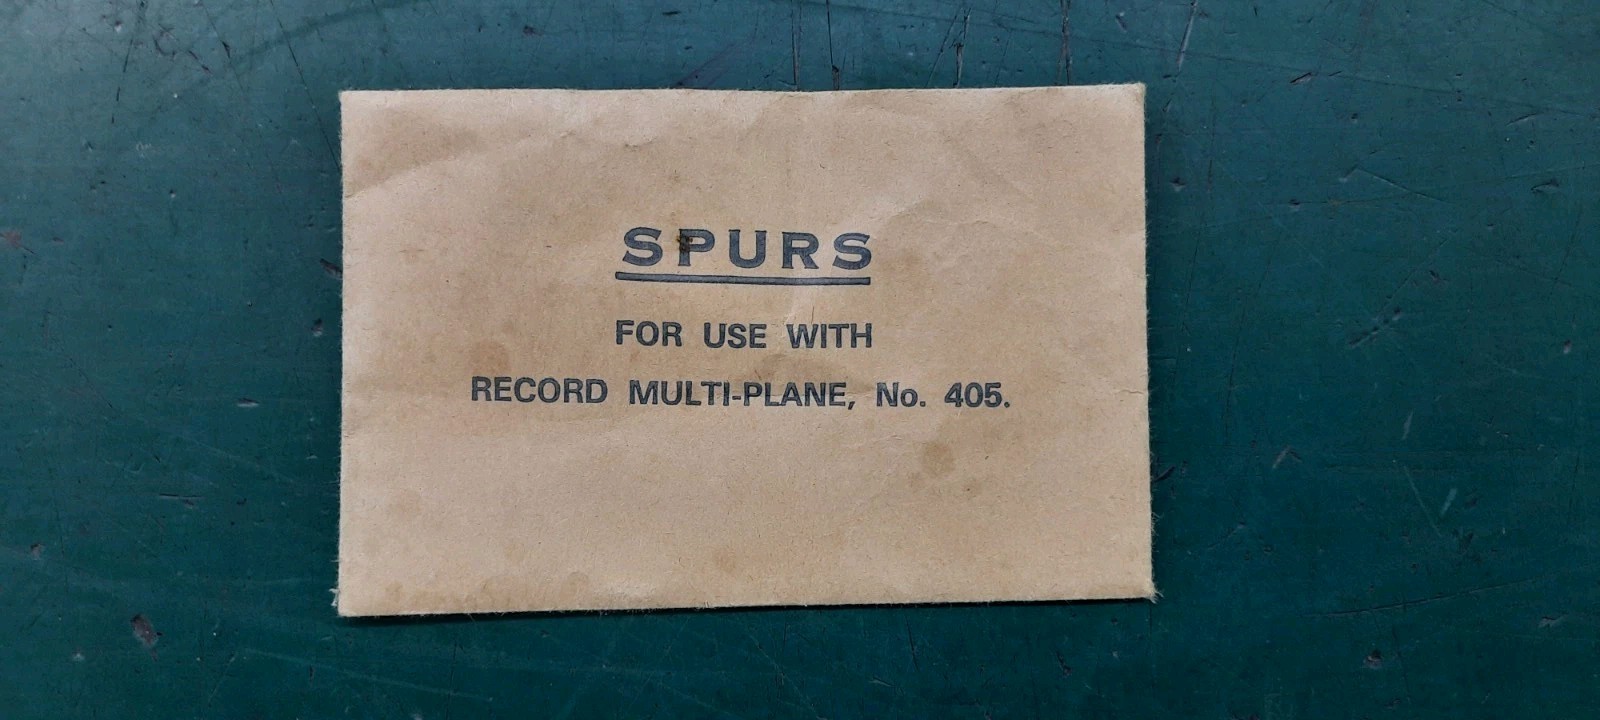 SPURS
FOR USE WITH
RECORD MULTI-PLANE, No. 405.